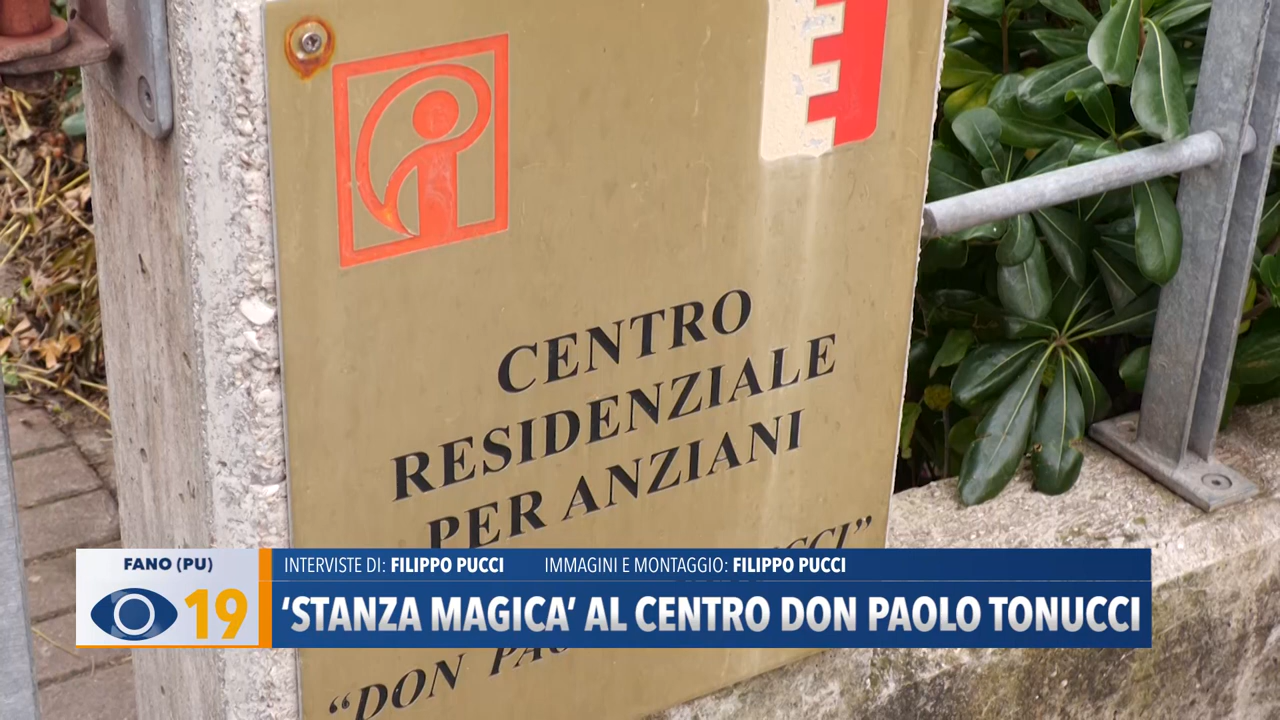 CENTRO
RESIDENZIALE
PER ANZIANI
FANO (PU)
19
INTERVISTE DI: FILIPPO PUCCI
IMMAGINI E MONTAGGIO: FILIPPO PUCCI
‘STANZA MAGICA’ AL CENTRO DON PAOLO TONUCCI
“DON